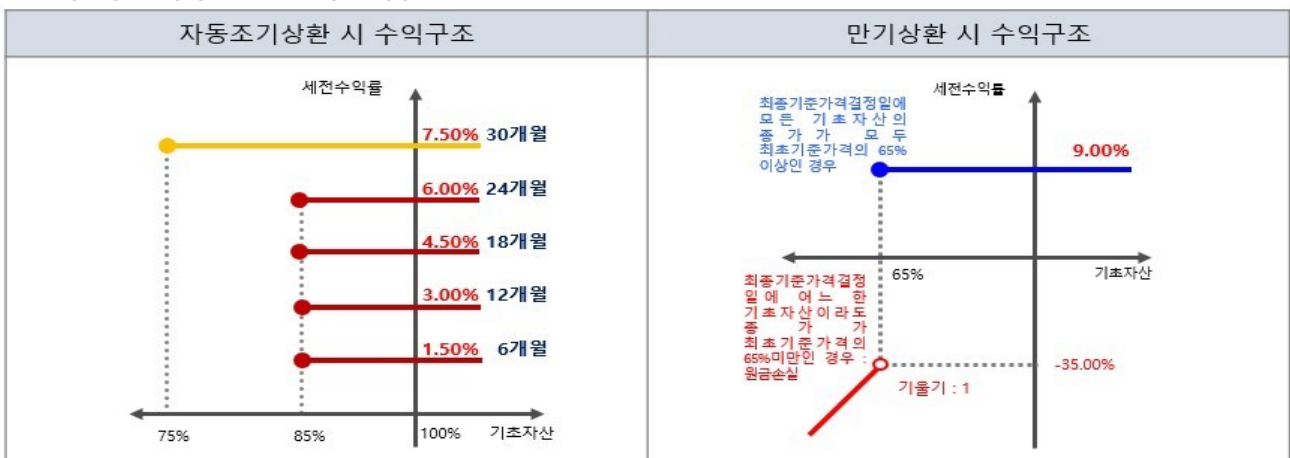 자동조기상환 시 수익구조
만기상환 시 수익구조
세전수익률
7.50% 30개월
6.00% 24개월
4.50% 18개월
3.00% 12개월
1.50% 6개월
75%
85%
100%
기초자산
세전수익률
최종기준가격결정일에
모든 기초자산의
종가가 모두
최초기준가격의 65%
이상인 경우
9.00%
65%
기초자산
최종기준가격결정
일에 어느 한
기초자산이라도
종가가
최초기준가격의
65%미만인 경우 :
원금손실
-35.00%
기울기 : 1